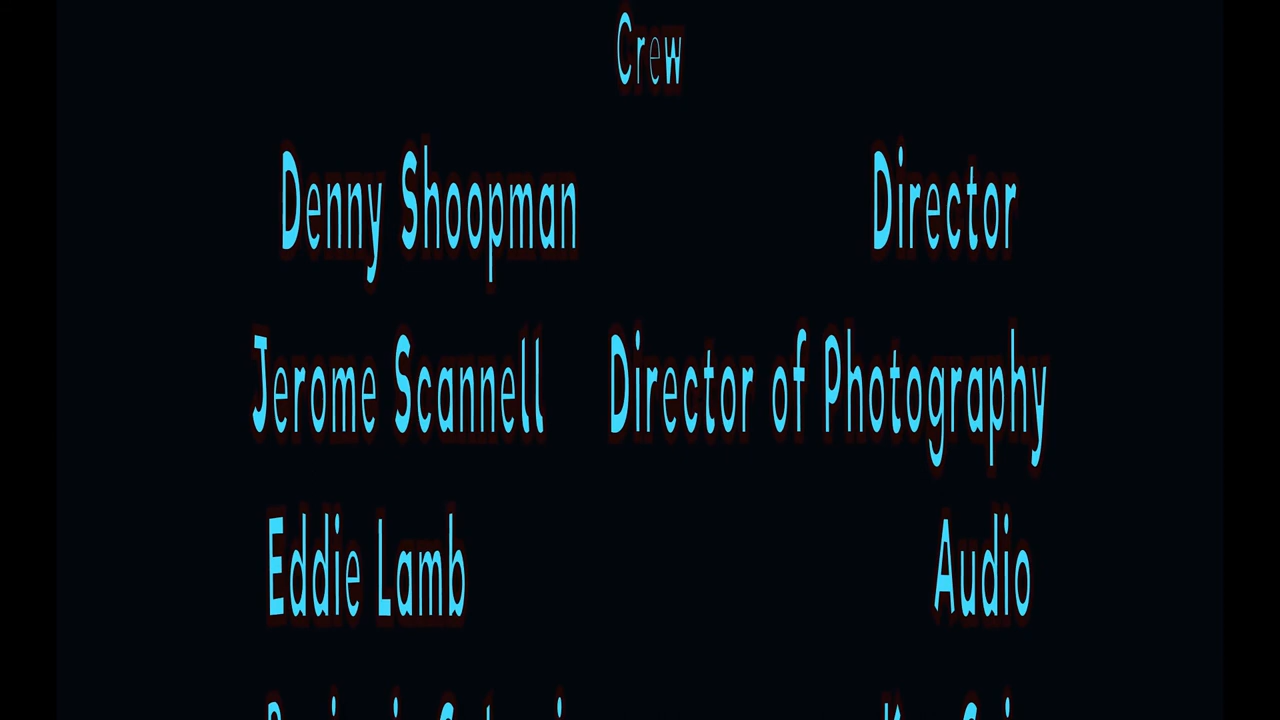 Crew
Denny Shoopman Director
Jerome Scannell Director of Photography
Eddie Lamb Audio